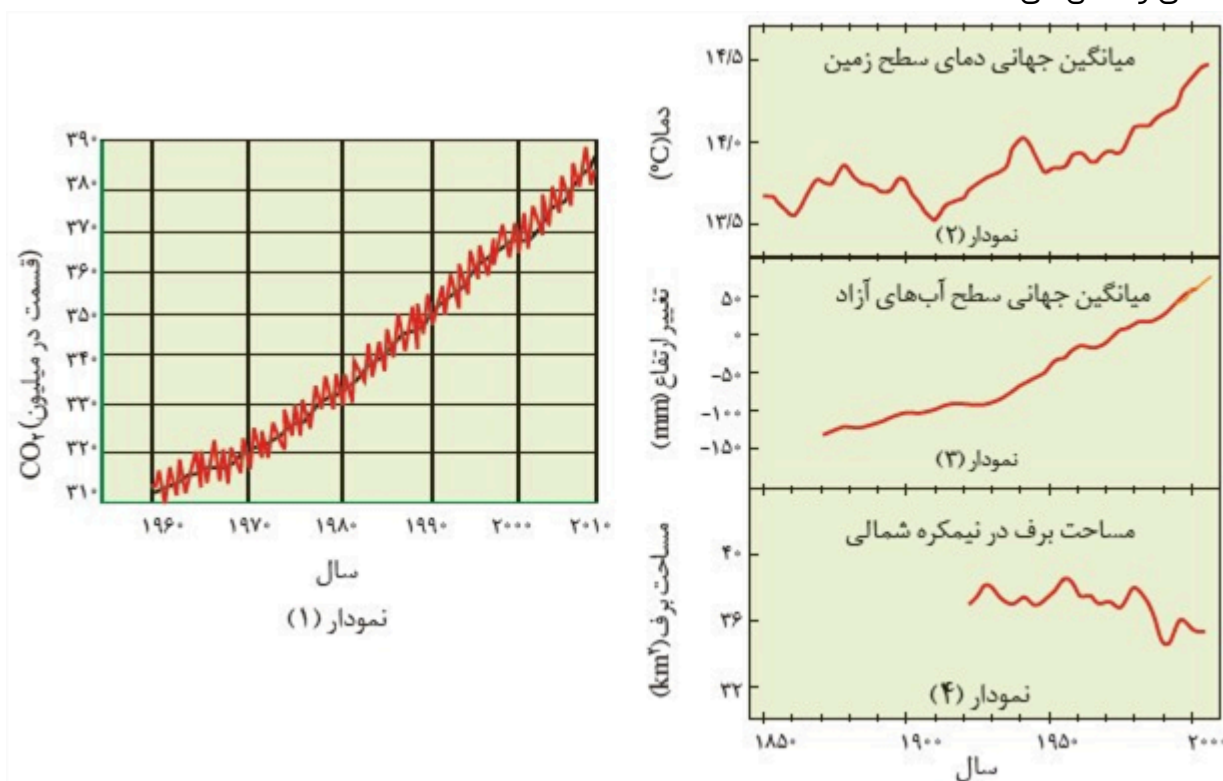 ۳۹۰
۳۸۰
۳۷۰
۳۶۰
۳۵۰
۳۴۰
۳۳۰
۳۲۰
۳۱۰
CO₂ (قسمت در میلیون)
۱۹۶۰ ۱۹۷۰ ۱۹۸۰ ۱۹۹۰ ۲۰۰۰ ۲۰۱۰
سال
نمودار (۱)
میانگین جهانی دمای سطح زمین
دما (°C)
۱۴/۵
۱۴/۰
۱۳/۵
نمودار (۲)
میانگین جهانی سطح آب‌های آزاد
تغییر ارتفاع (mm)
۵۰
۰
-۵۰
-۱۰۰
-۱۵۰
نمودار (۳)
مساحت برف در نیمکره شمالی
مساحت برف (km²)
۴۰
۳۶
۳۲
نمودار (۴)
۱۸۵۰ ۱۹۰۰ ۱۹۵۰ ۲۰۰۰
سال